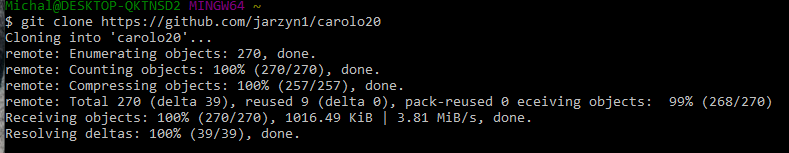 Michal@DESKTOP-QKTNSD2 MINGW64 ~
$ git clone https://github.com/jarzyn1/carolo20
Cloning into 'carolo20'...
remote: Enumerating objects: 270, done.
remote: Counting objects: 100% (270/270), done.
remote: Compressing objects: 100% (257/257), done.
remote: Total 270 (delta 39), reused 9 (delta 0), pack-reused 0 eceiving objects:  99% (268/270)
Receiving objects: 100% (270/270), 1016.49 KiB | 3.81 MiB/s, done.
Resolving deltas: 100% (39/39), done.